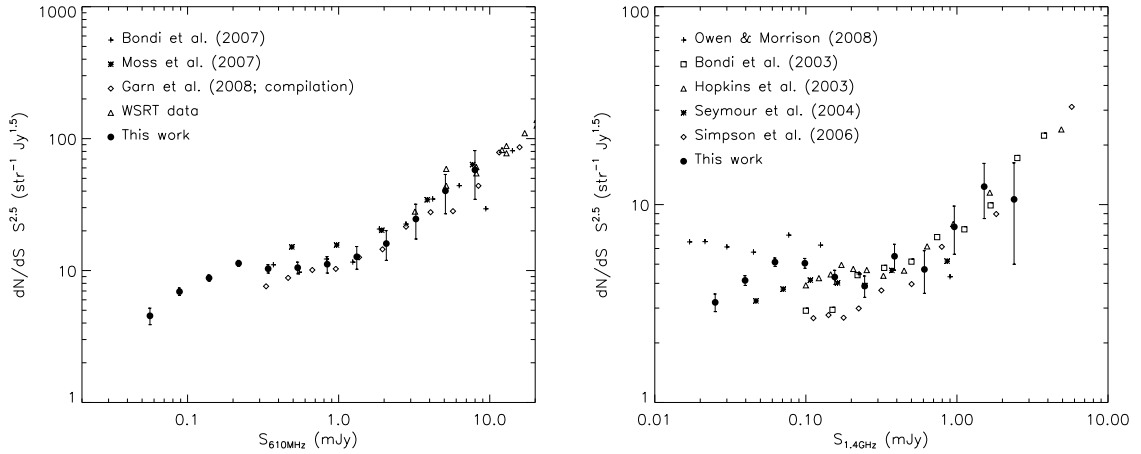 1000
100
10
1
dN/dS S^2.5 (str^-1 Jy^1.5)
+ Bondi et al. (2007)
Moss et al. (2007)
Garn et al. (2008; compilation)
WSRT data
This work
0.1 1.0 10.0
S_610MHz (mJy)
100
10
1
dN/dS S^2.5 (str^-1 Jy^1.5)
+ Owen & Morrison (2008)
Bondi et al. (2003)
Hopkins et al. (2003)
Seymour et al. (2004)
Simpson et al. (2006)
This work
0.01 0.10 1.00 10.00
S_1.4GHz (mJy)